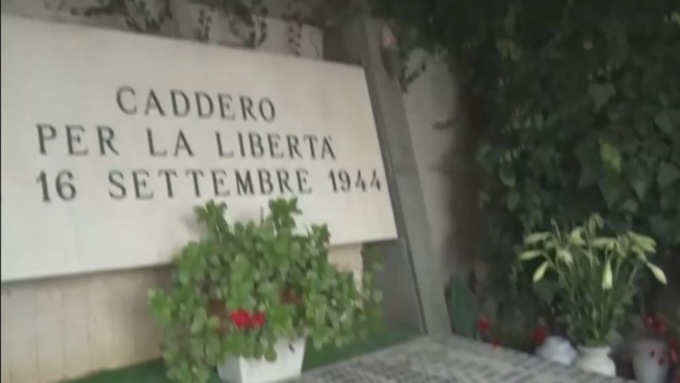 CADDERO
PER LA LIBERTÀ
16 SETTEMBRE 1944